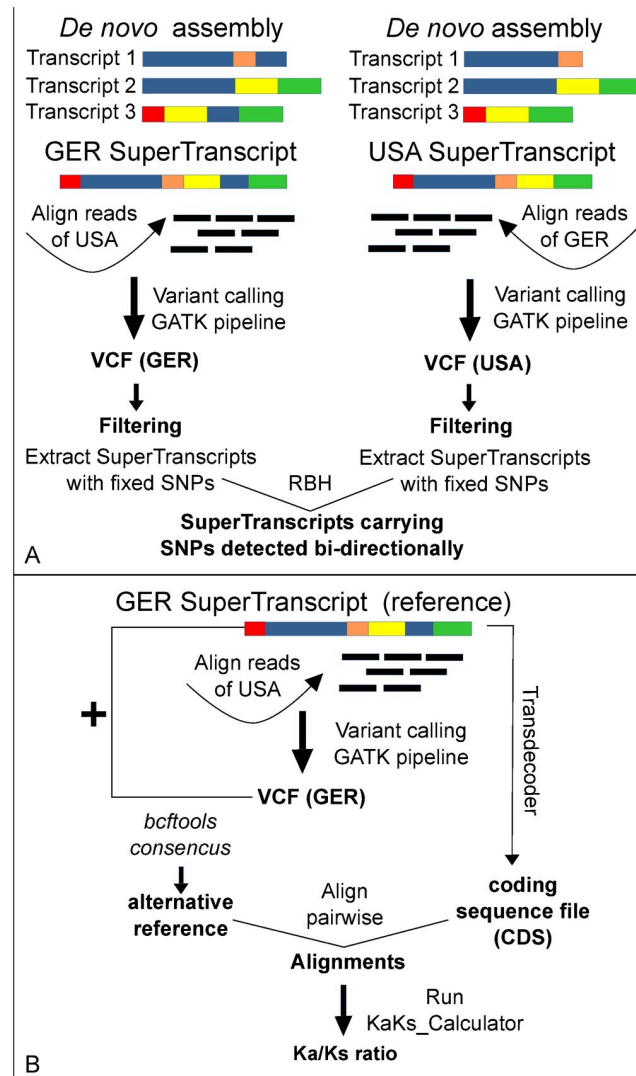 De novo assembly
Transcript 1
Transcript 2
Transcript 3
GER SuperTranscript
Align reads
of USA
Variant calling
GATK pipeline
VCF (GER)
Filtering
Extract SuperTranscripts
with fixed SNPs
De novo assembly
Transcript 1
Transcript 2
Transcript 3
USA SuperTranscript
Align reads
of GER
Variant calling
GATK pipeline
VCF (USA)
Filtering
Extract SuperTranscripts
with fixed SNPs
RBH
SuperTranscripts carrying
SNPs detected bi-directionally
A
GER SuperTranscript (reference)
Align reads
of USA
+
Variant calling
GATK pipeline
Transdecoder
VCF (GER)
bcftools
consencus
alternative
reference
Align
pairwise
coding
sequence file
(CDS)
Alignments
Run
KaKs_Calculator
Ka/Ks ratio
B